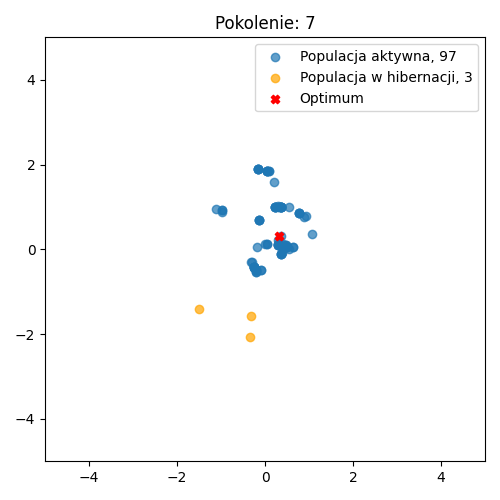 Pokolenie: 7
Populacja aktywna, 97
Populacja w hibernacji, 3
Optimum
4
2
0
−2
−4
−4
−2
0
2
4